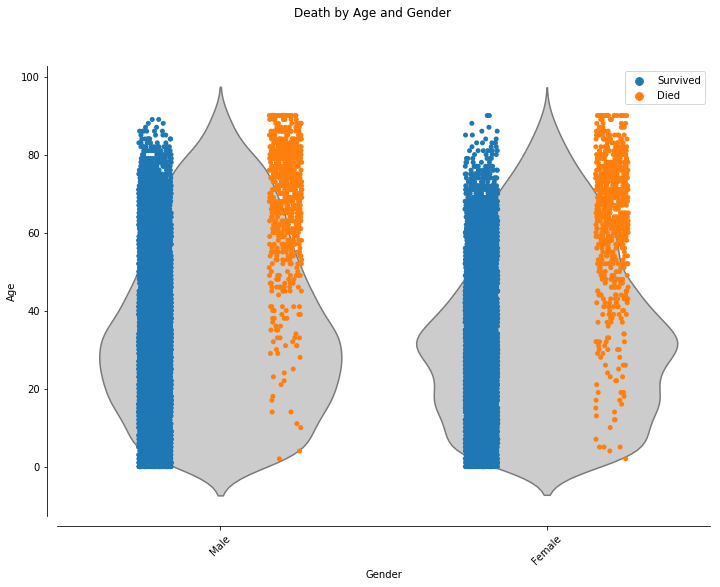 Death by Age and Gender
Survived
Died
100
80
60
40
20
0
Age
Male
Female
Gender